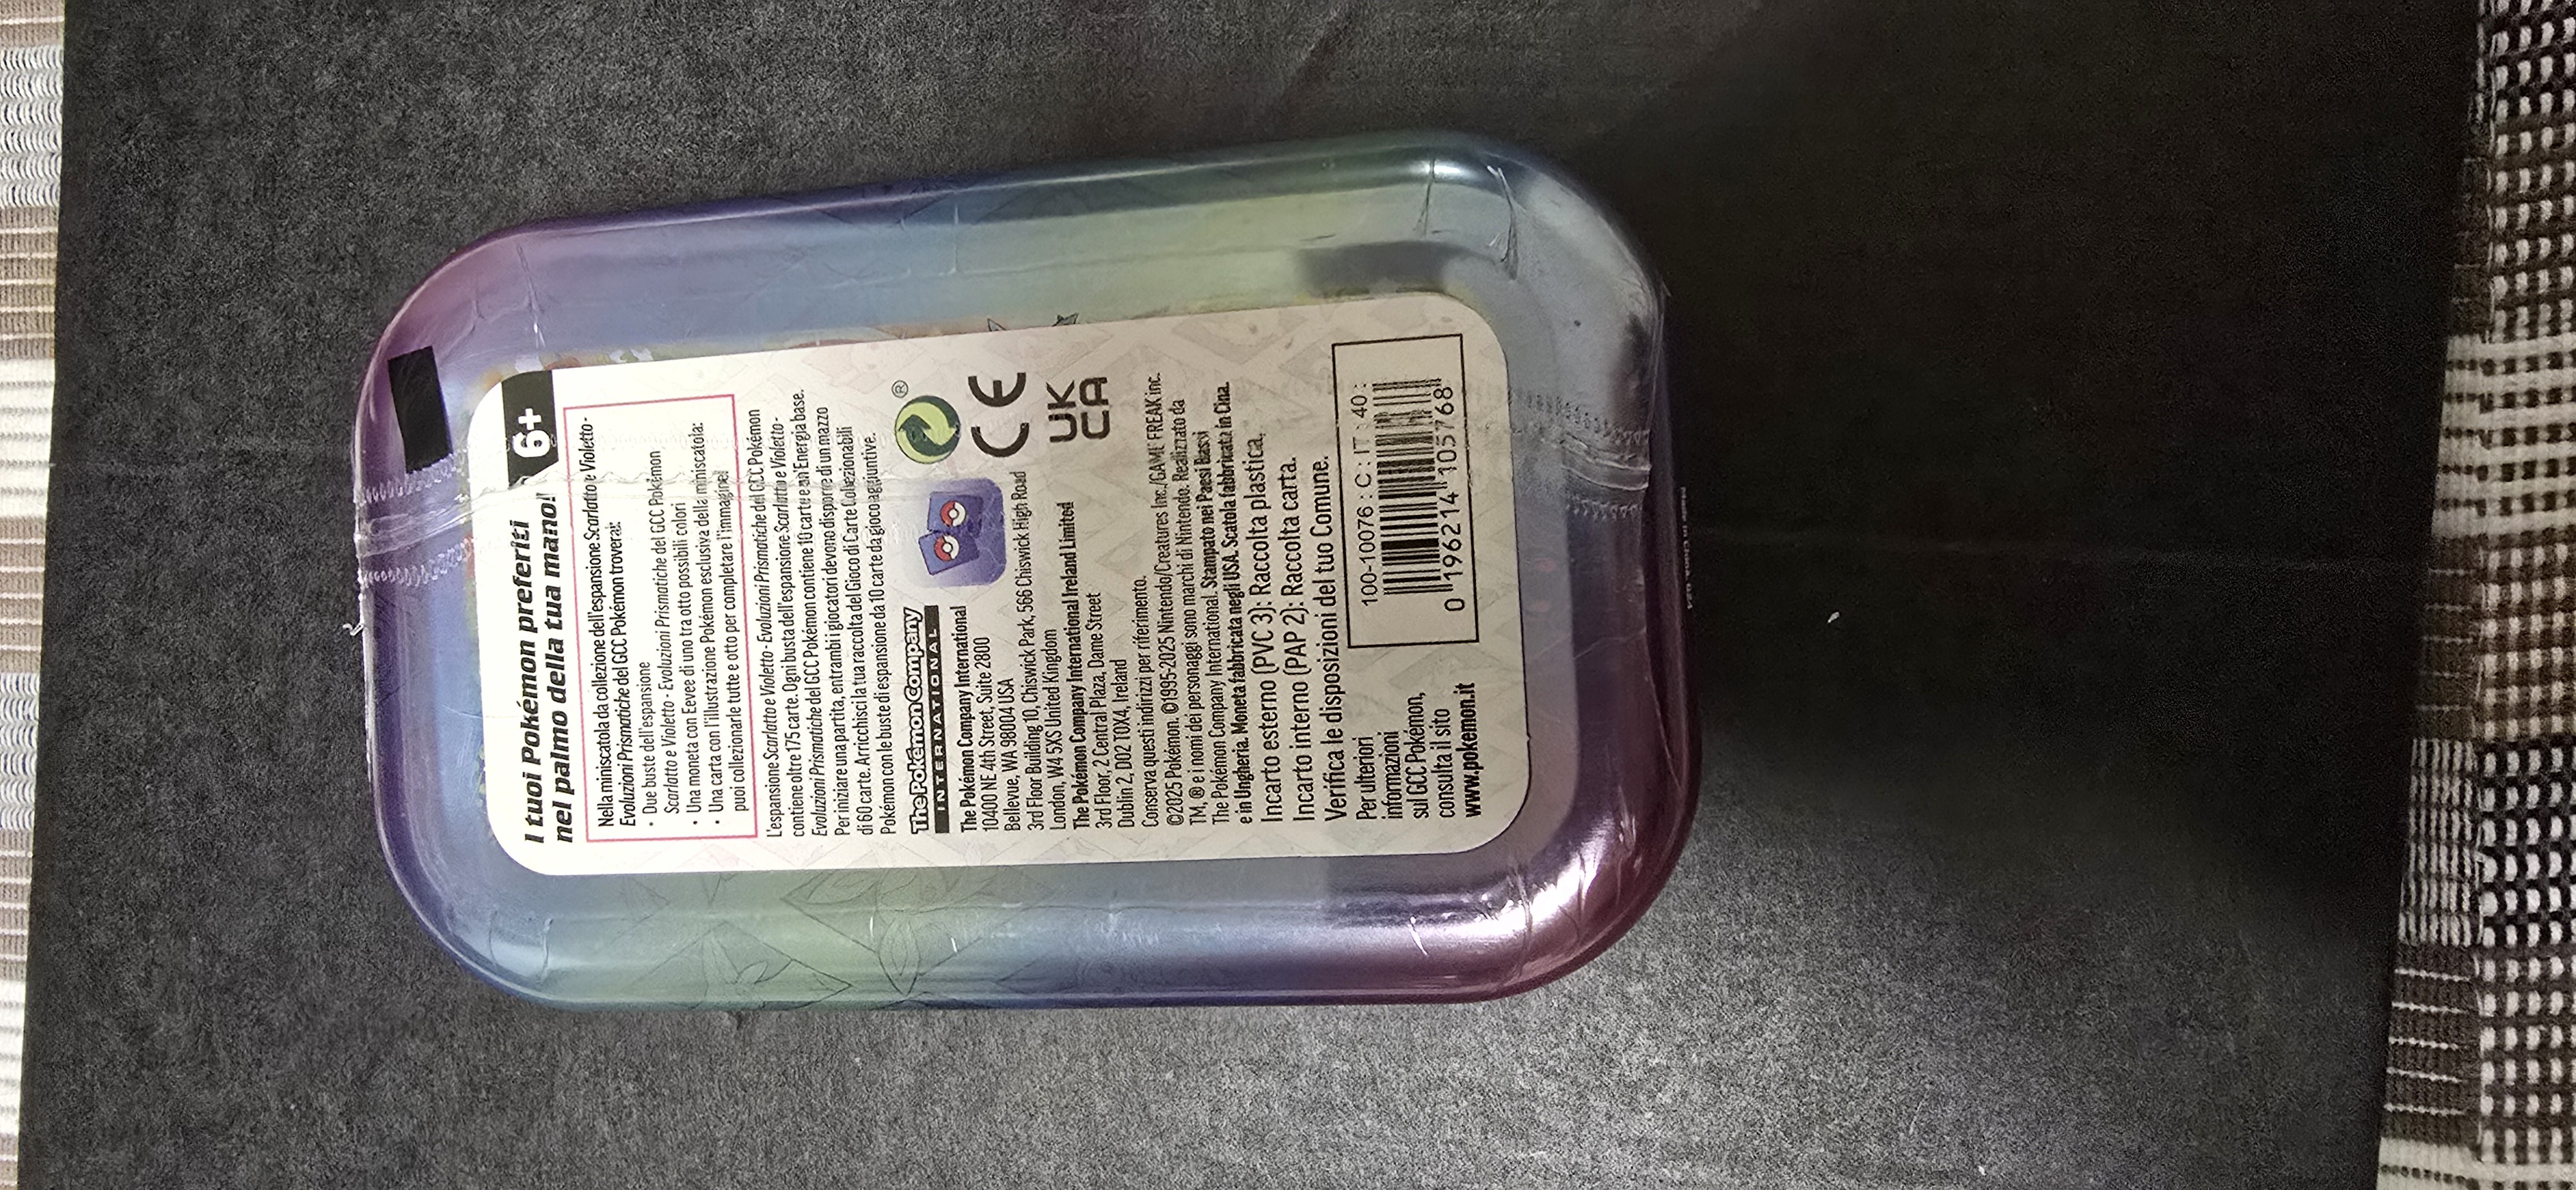 I tuoi Pokémon preferiti
nel palmo della tua mano!
6+
Nella miniscatola da collezione dell'espansione Scarlatto e Violetto -
Evoluzioni Prismatiche del GCC Pokémon troverai:
• Due buste dell'espansione
Scarlatto e Violetto - Evoluzioni Prismatiche del GCC Pokémon
• Una moneta con Eevee di uno tra otto possibili colori
• Una carta con l'illustrazione Pokémon esclusiva della miniscatola:
puoi collezionarle tutte e otto per completare l'immagine!
L'espansione Scarlatto e Violetto - Evoluzioni Prismatiche del GCC Pokémon
contiene oltre 175 carte. Ogni busta dell'espansione Scarlatto e Violetto -
Evoluzioni Prismatiche del GCC Pokémon contiene 10 carte e un'Energia base.
Per iniziare una partita, entrambi i giocatori devono disporre di un mazzo
di 60 carte. Arricchisci la tua raccolta del Gioco di Carte Collezionabili
Pokémon con le buste di espansione da 10 carte da gioco aggiuntive.
The Pokémon Company
INTERNATIONAL
®
CE
UK
CA
The Pokémon Company International
10400 NE 4th Street, Suite 2800
Bellevue, WA 98004 USA
3rd Floor Building 10, Chiswick Park, 566 Chiswick High Road
London, W4 5XS United Kingdom
The Pokémon Company International Ireland Limited
3rd Floor, 2 Central Plaza, Dame Street
Dublin 2, D02 T0X4, Ireland
Conserva questi indirizzi per riferimento.
©2025 Pokémon. ©1995-2025 Nintendo/Creatures Inc./GAME FREAK inc.
TM, ® e i nomi dei personaggi sono marchi di Nintendo. Realizzato da
The Pokémon Company International. Stampato nei Paesi Bassi
e in Ungheria. Moneta fabbricata negli USA. Scatola fabbricata in Cina.
Incarto esterno (PVC 3): Raccolta plastica.
Incarto interno (PAP 2): Raccolta carta.
Verifica le disposizioni del tuo Comune.
Per ulteriori
informazioni
sul GCC Pokémon,
consulta il sito
www.pokemon.it
100-10076 : C : IT : 40 :
0 196214 105768